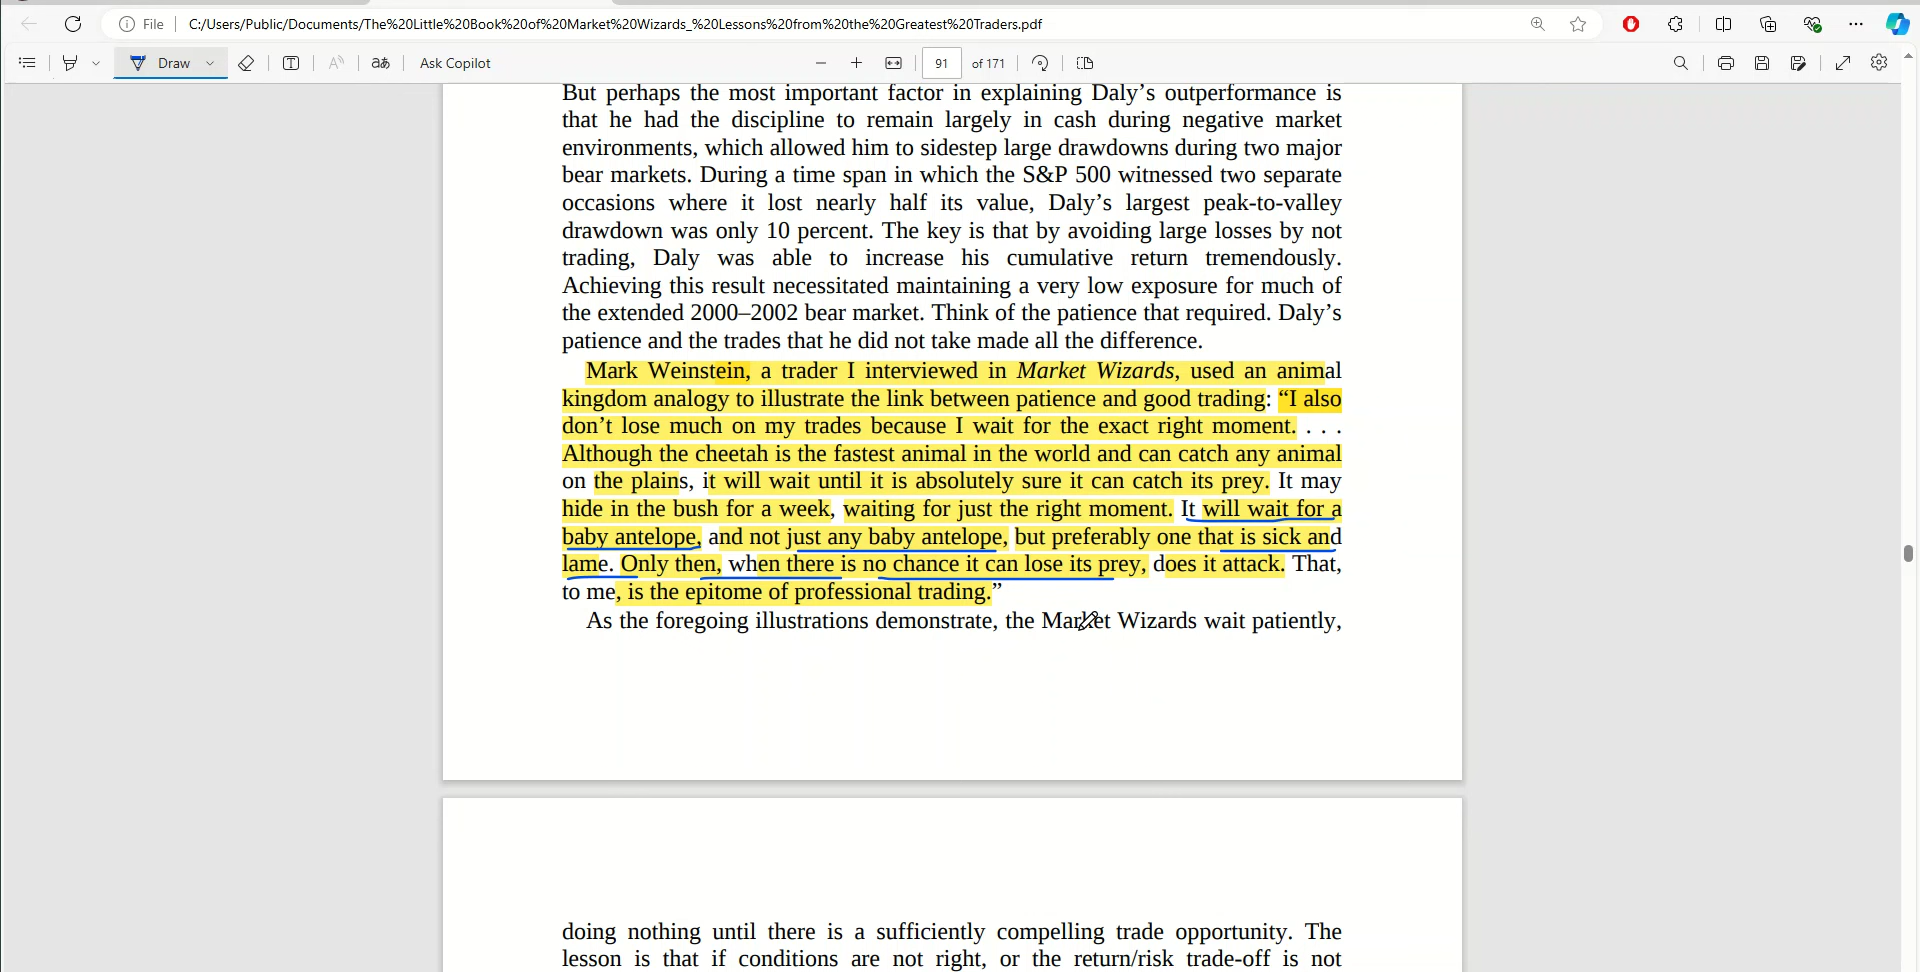 File
C:/Users/Public/Documents/The%20Little%20Book%20of%20Market%20Wizards_%20Lessons%20from%20the%20Greatest%20Traders.pdf
Draw
Ask Copilot
91 of 171
But perhaps the most important factor in explaining Daly’s outperformance is
that he had the discipline to remain largely in cash during negative market
environments, which allowed him to sidestep large drawdowns during two major
bear markets. During a time span in which the S&P 500 witnessed two separate
occasions where it lost nearly half its value, Daly’s largest peak-to-valley
drawdown was only 10 percent. The key is that by avoiding large losses by not
trading, Daly was able to increase his cumulative return tremendously.
Achieving this result necessitated maintaining a very low exposure for much of
the extended 2000–2002 bear market. Think of the patience that required. Daly’s
patience and the trades that he did not take made all the difference.
Mark Weinstein, a trader I interviewed in Market Wizards, used an animal
kingdom analogy to illustrate the link between patience and good trading: “I also
don’t lose much on my trades because I wait for the exact right moment. . . .
Although the cheetah is the fastest animal in the world and can catch any animal
on the plains, it will wait until it is absolutely sure it can catch its prey. It may
hide in the bush for a week, waiting for just the right moment. It will wait for a
baby antelope, and not just any baby antelope, but preferably one that is sick and
lame. Only then, when there is no chance it can lose its prey, does it attack. That,
to me, is the epitome of professional trading.”
As the foregoing illustrations demonstrate, the Market Wizards wait patiently,
doing nothing until there is a sufficiently compelling trade opportunity. The
lesson is that if conditions are not right, or the return/risk trade-off is not